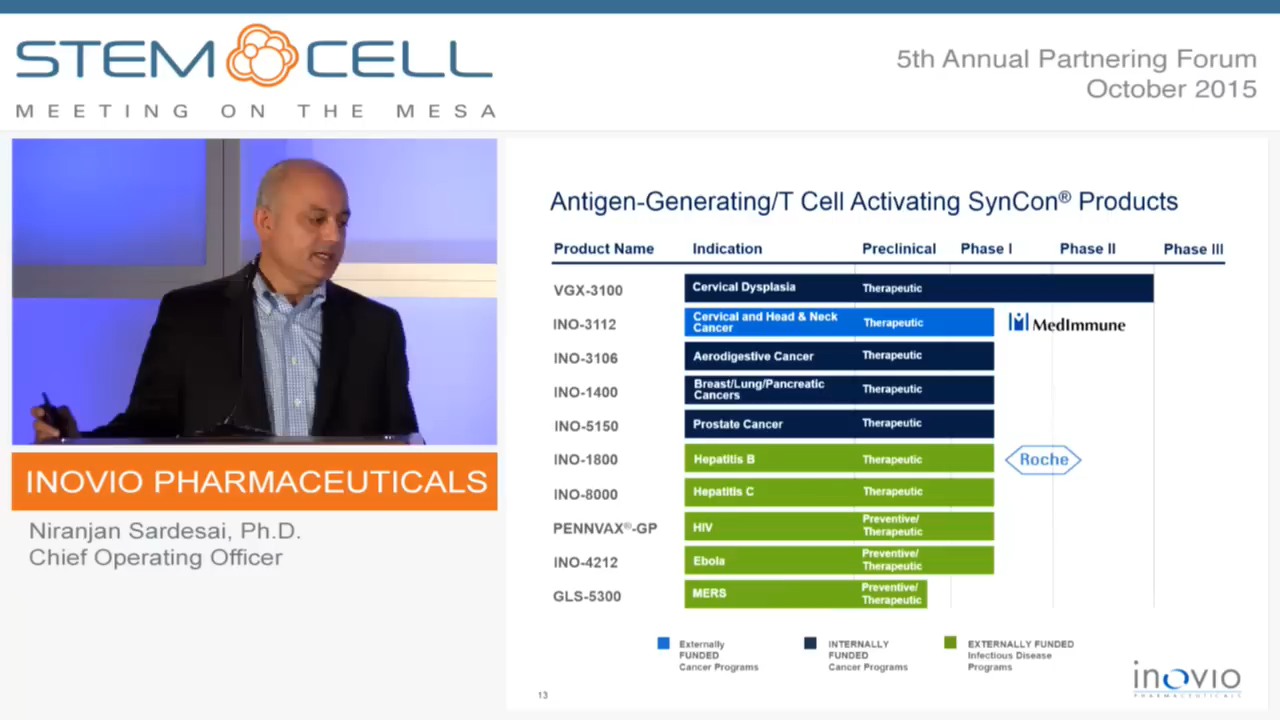 STEM CELL
MEETING ON THE MESA
5th Annual Partnering Forum
October 2015
INOVIO PHARMACEUTICALS
Niranjan Sardesai, Ph.D.
Chief Operating Officer
Antigen-Generating/T Cell Activating SynCon® Products
Product Name Indication Preclinical Phase I Phase II Phase III
VGX-3100 Cervical Dysplasia Therapeutic
INO-3112 Cervical and Head & Neck Cancer Therapeutic MedImmune
INO-3106 Aerodigestive Cancer Therapeutic
INO-1400 Breast/Lung/Pancreatic Cancers Therapeutic
INO-5150 Prostate Cancer Therapeutic
INO-1800 Hepatitis B Therapeutic Roche
INO-8000 Hepatitis C Therapeutic
PENNVAX®-GP HIV Preventive/ Therapeutic
INO-4212 Ebola Preventive/ Therapeutic
GLS-5300 MERS Preventive/ Therapeutic
Externally
FUNDED
Cancer Programs
INTERNALLY
FUNDED
Cancer Programs
EXTERNALLY FUNDED
Infectious Disease
Programs
13
inovio
PHARMACEUTICALS